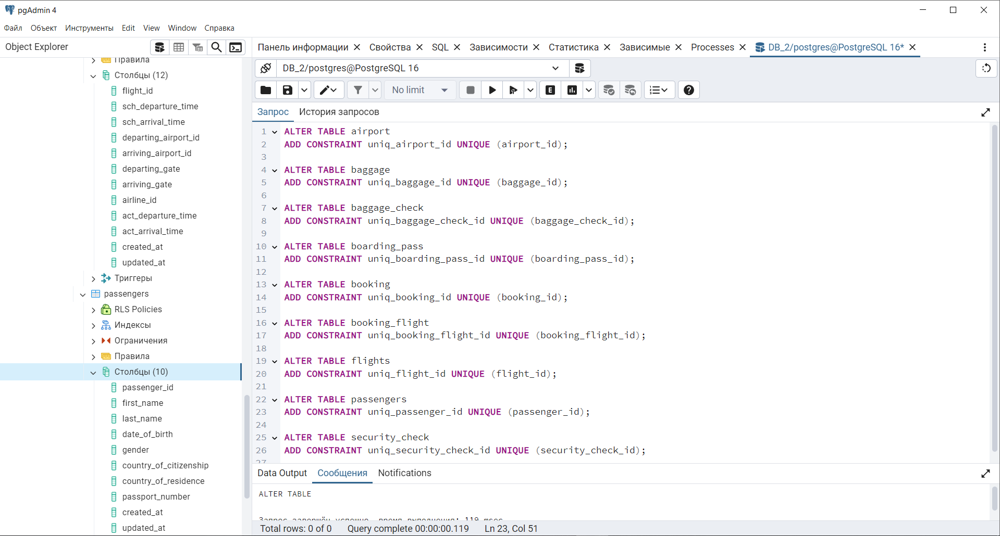 pgAdmin 4
Файл Объект Инструменты Edit View Window Справка
Object Explorer
Панель информации Свойства SQL Зависимости Статистика Зависимые Processes DB_2/postgres@PostgreSQL 16*
DB_2/postgres@PostgreSQL 16
No limit
E
Запрос История запросов
Правила
Столбцы (12)
flight_id
sch_departure_time
sch_arrival_time
departing_airport_id
arriving_airport_id
departing_gate
arriving_gate
airline_id
act_departure_time
act_arrival_time
created_at
updated_at
Триггеры
passengers
RLS Policies
Индексы
Ограничения
Правила
Столбцы (10)
passenger_id
first_name
last_name
date_of_birth
gender
country_of_citizenship
country_of_residence
passport_number
created_at
updated_at
1 ALTER TABLE airport
2 ADD CONSTRAINT uniq_airport_id UNIQUE (airport_id);
3
4 ALTER TABLE baggage
5 ADD CONSTRAINT uniq_baggage_id UNIQUE (baggage_id);
6
7 ALTER TABLE baggage_check
8 ADD CONSTRAINT uniq_baggage_check_id UNIQUE (baggage_check_id);
9
10 ALTER TABLE boarding_pass
11 ADD CONSTRAINT uniq_boarding_pass_id UNIQUE (boarding_pass_id);
12
13 ALTER TABLE booking
14 ADD CONSTRAINT uniq_booking_id UNIQUE (booking_id);
15
16 ALTER TABLE booking_flight
17 ADD CONSTRAINT uniq_booking_flight_id UNIQUE (booking_flight_id);
18
19 ALTER TABLE flights
20 ADD CONSTRAINT uniq_flight_id UNIQUE (flight_id);
21
22 ALTER TABLE passengers
23 ADD CONSTRAINT uniq_passenger_id UNIQUE (passenger_id);
24
25 ALTER TABLE security_check
26 ADD CONSTRAINT uniq_security_check_id UNIQUE (security_check_id);
27
Data Output Сообщения Notifications
ALTER TABLE
Запрос завершён успешно, время выполнения: 119 msec.
Total rows: 0 of 0 Query complete 00:00:00.119 Ln 23, Col 51